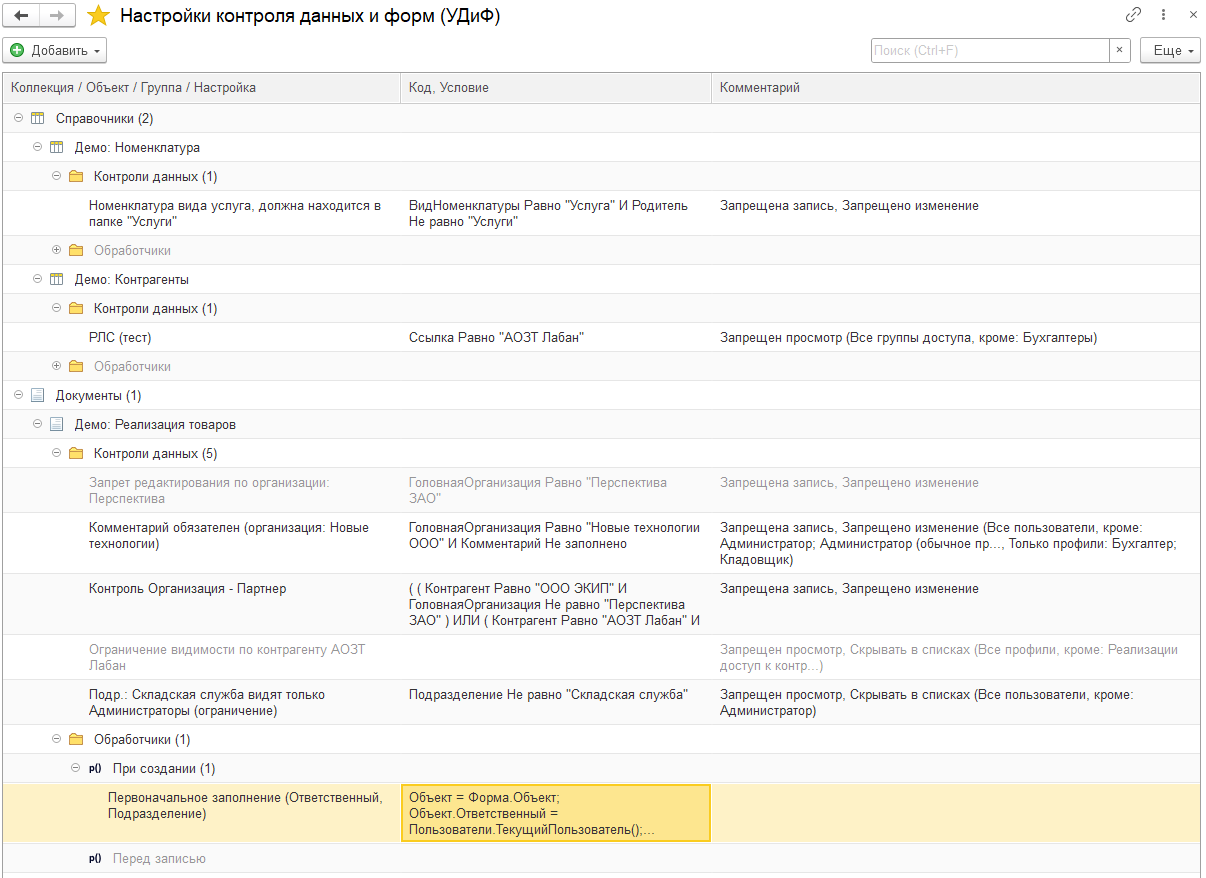 Настройки контроля данных и форм (УДиФ)
Добавить
Поиск (Ctrl+F)
×
Еще
Коллекция / Объект / Группа / Настройка
Код, Условие
Комментарий
Справочники (2)
Демо: Номенклатура
Контроли данных (1)
Номенклатура вида услуга, должна находится в
папке "Услуги"
ВидНоменклатуры Равно "Услуга" И Родитель
Не равно "Услуги"
Запрещена запись, Запрещено изменение
Обработчики
Демо: Контрагенты
Контроли данных (1)
РЛС (тест)
Ссылка Равно "АОЗТ Лабан"
Запрещен просмотр (Все группы доступа, кроме: Бухгалтеры)
Обработчики
Документы (1)
Демо: Реализация товаров
Контроли данных (5)
Запрет редактирования по организации:
Перспектива
ГоловнаяОрганизация Равно "Перспектива
ЗАО"
Запрещена запись, Запрещено изменение
Комментарий обязателен (организация: Новые
технологии)
ГоловнаяОрганизация Равно "Новые технологии
ООО" И Комментарий Не заполнено
Запрещена запись, Запрещено изменение (Все пользователи, кроме:
Администратор; Администратор (обычное пр..., Только профили: Бухгалтер;
Кладовщик)
Контроль Организация - Партнер
( ( Контрагент Равно "ООО ЭКИП" И
ГоловнаяОрганизация Не равно "Перспектива
ЗАО" ) ИЛИ ( Контрагент Равно "АОЗТ Лабан" И
Запрещена запись, Запрещено изменение
Ограничение видимости по контрагенту АОЗТ
Лабан
Запрещен просмотр, Скрывать в списках (Все профили, кроме: Реализации
доступ к контр...)
Подр.: Складская служба видят только
Администраторы (ограничение)
Подразделение Не равно "Складская служба"
Запрещен просмотр, Скрывать в списках (Все пользователи, кроме:
Администратор)
Обработчики (1)
p() При создании (1)
Первоначальное заполнение (Ответственный,
Подразделение)
Объект = Форма.Объект;
Объект.Ответственный =
Пользователи.ТекущийПользователь();...
p() Перед записью